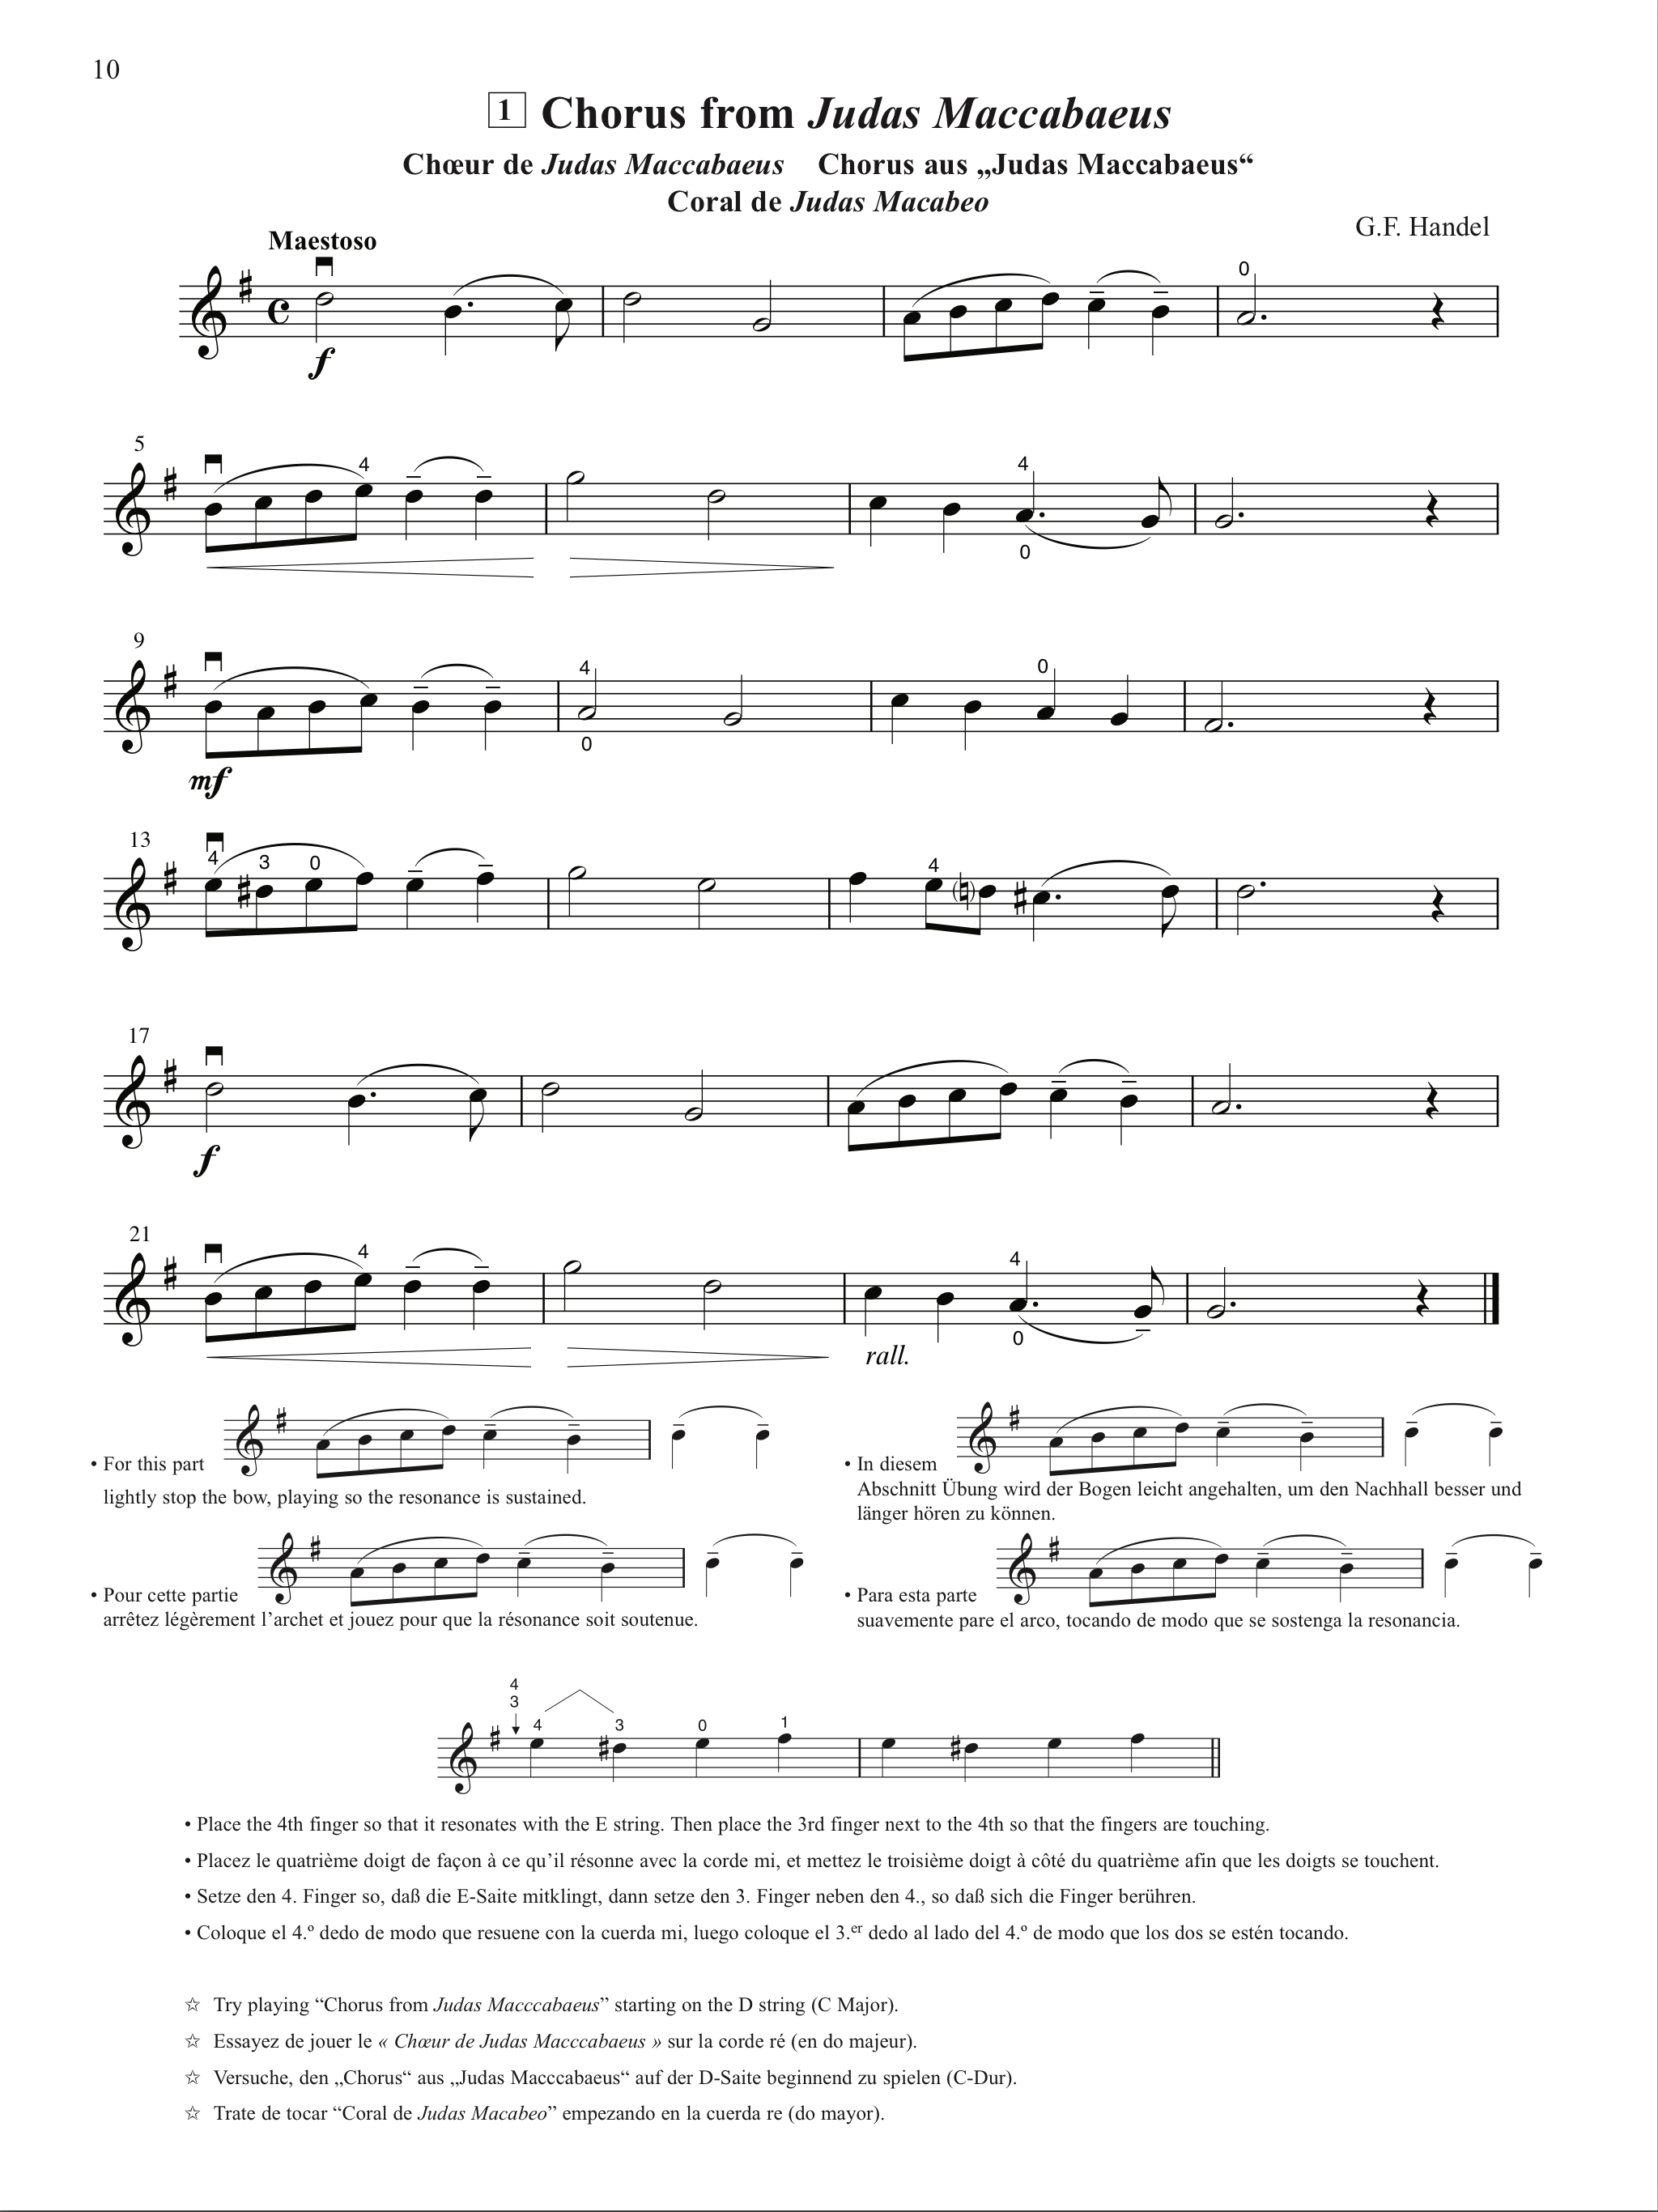 10
1 Chorus from Judas Maccabaeus
Chœur de Judas Maccabaeus Chorus aus „Judas Maccabaeus“
Coral de Judas Macabeo
G.F. Handel
Maestoso
0
f
5
4
4
0
9
4
0
0
mf
13
4 3 0
4
17
f
21
4
4
0
rall.
• For this part
lightly stop the bow, playing so the resonance is sustained.
• In diesem
Abschnitt Übung wird der Bogen leicht angehalten, um den Nachhall besser und
länger hören zu können.
• Pour cette partie
arrêtez légèrement l’archet et jouez pour que la résonance soit soutenue.
• Para esta parte
suavemente pare el arco, tocando de modo que se sostenga la resonancia.
4
3
4 3 0 1
• Place the 4th finger so that it resonates with the E string. Then place the 3rd finger next to the 4th so that the fingers are touching.
• Placez le quatrième doigt de façon à ce qu’il résonne avec la corde mi, et mettez le troisième doigt à côté du quatrième afin que les doigts se touchent.
• Setze den 4. Finger so, daß die E-Saite mitklingt, dann setze den 3. Finger neben den 4., so daß sich die Finger berühren.
• Coloque el 4.º dedo de modo que resuene con la cuerda mi, luego coloque el 3.er dedo al lado del 4.º de modo que los dos se estén tocando.
☆ Try playing “Chorus from Judas Macccabaeus” starting on the D string (C Major).
☆ Essayez de jouer le « Chœur de Judas Macccabaeus » sur la corde ré (en do majeur).
☆ Versuche, den „Chorus“ aus „Judas Macccabaeus“ auf der D-Saite beginnend zu spielen (C-Dur).
☆ Trate de tocar “Coral de Judas Macabeo” empezando en la cuerda re (do mayor).